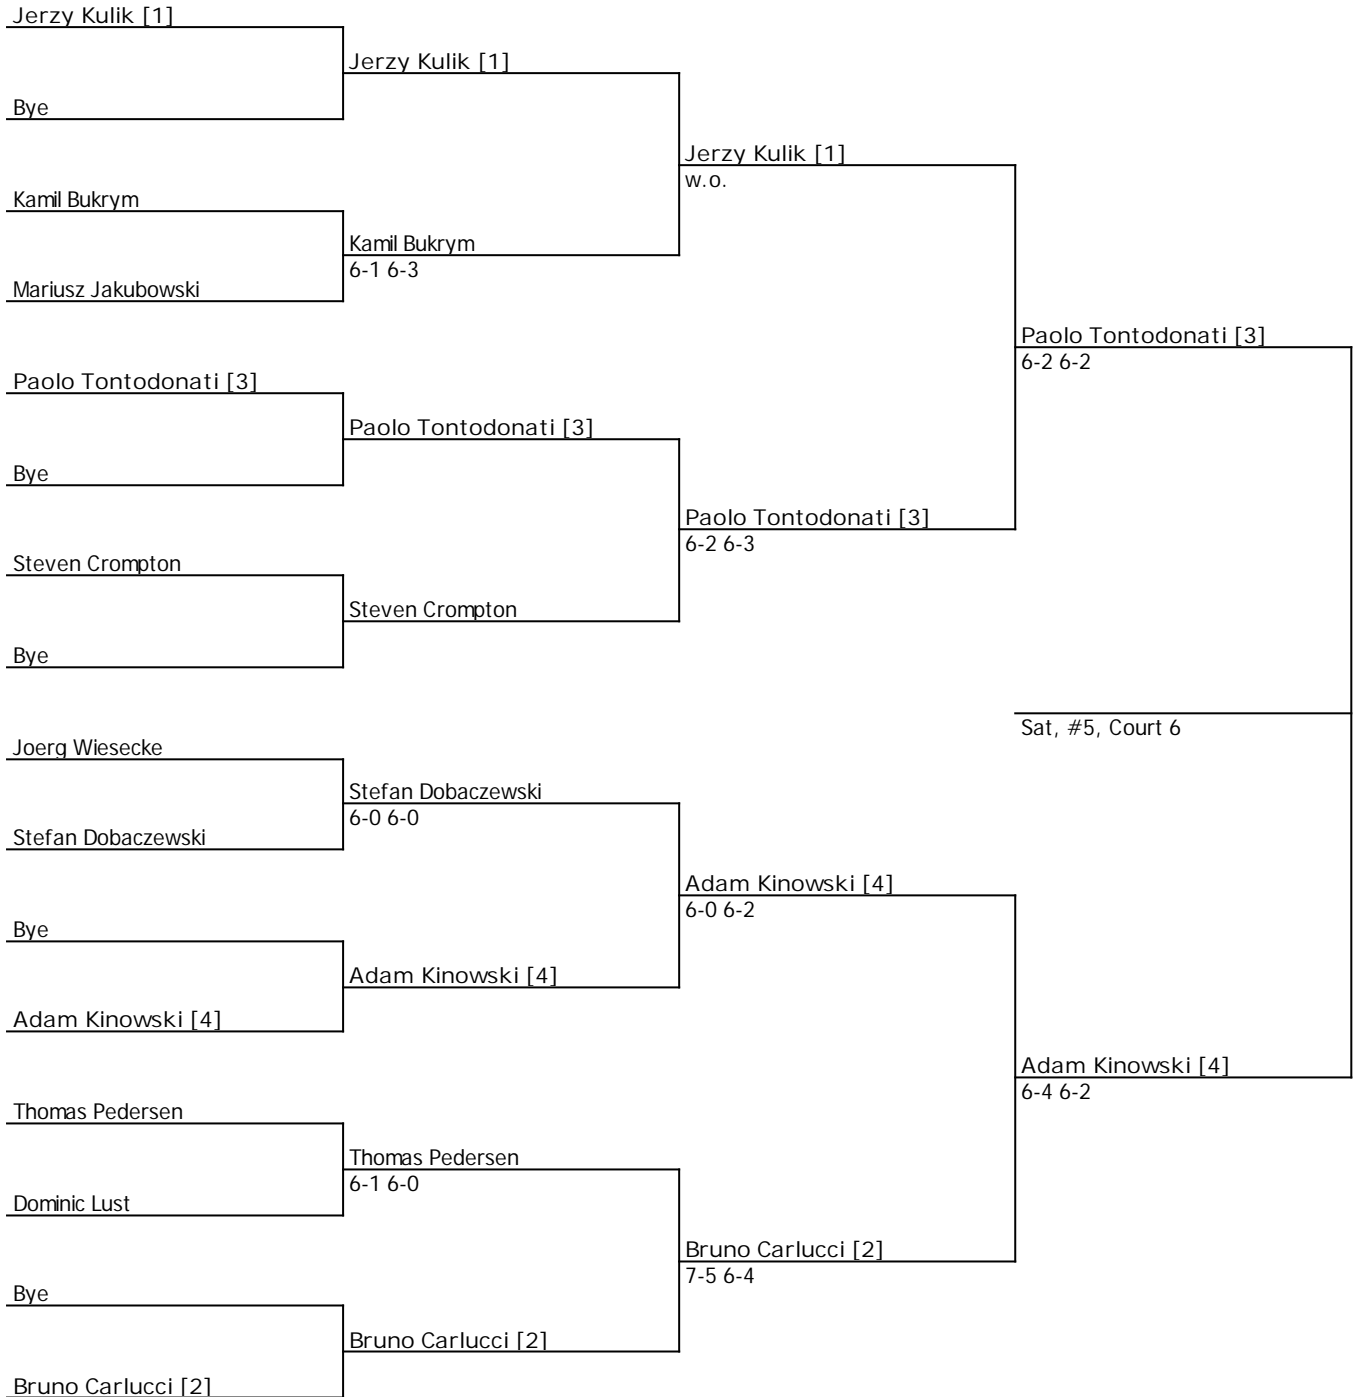 Jerzy Kulik [1]
Bye
Kamil Bukrym
Mariusz Jakubowski
Paolo Tontodonati [3]
Bye
Steven Crompton
Bye
Joerg Wiesecke
Stefan Dobaczewski
Bye
Adam Kinowski [4]
Thomas Pedersen
Dominic Lust
Bye
Bruno Carlucci [2]
Jerzy Kulik [1]
Kamil Bukrym
6-1 6-3
Paolo Tontodonati [3]
Steven Crompton
Stefan Dobaczewski
6-0 6-0
Adam Kinowski [4]
Thomas Pedersen
6-1 6-0
Bruno Carlucci [2]
Jerzy Kulik [1]
w.o.
Paolo Tontodonati [3]
6-2 6-3
Adam Kinowski [4]
6-0 6-2
Bruno Carlucci [2]
7-5 6-4
Paolo Tontodonati [3]
6-2 6-2
Adam Kinowski [4]
6-4 6-2
Sat, #5, Court 6